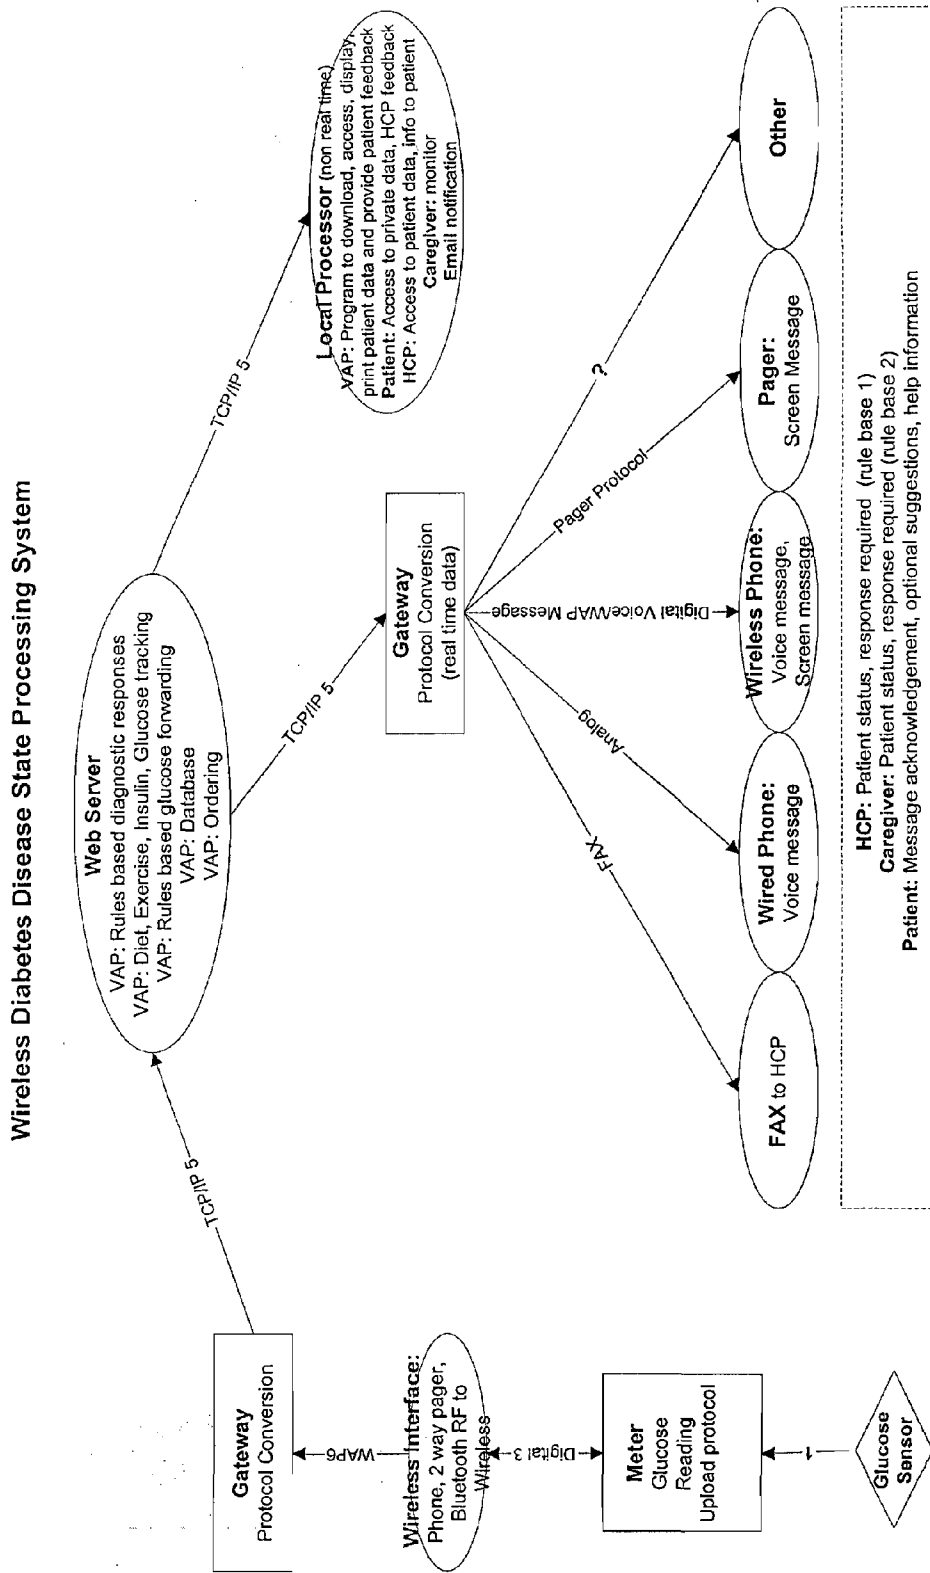 Wireless Diabetes Disease State Processing System
Web Server
VAP: Rules based diagnostic responses
VAP: Diet, Exercise, Insulin, Glucose tracking
VAP: Rules based glucose forwarding
VAP: Database
VAP: Ordering
TCP/IP 5
TCP/IP 5
TCP/IP 5
Gateway
Protocol Conversion
WAP6
Wireless Interface:
Phone, 2 way pager,
Bluetooth RF to
Wireless
Digital 3
Meter
Glucose
Reading
Upload protocol
1
Glucose
Sensor
Local Processor (non real time)
VAP: Program to download, access, display,
print patient data and provide patient feedback
Patient: Access to private data, HCP feedback
HCP: Access to patient data, info to patient
Caregiver: monitor
Email notification
Gateway
Protocol Conversion
(real time data)
FAX
Analog
Digital Voice/WAP Message
Pager Protocol
?
FAX to HCP
Wired Phone:
Voice message
Wireless Phone:
Voice message,
Screen message
Pager:
Screen Message
Other
HCP: Patient status, response required (rule base 1)
Caregiver: Patient status, response required (rule base 2)
Patient: Message acknowledgement, optional suggestions, help information